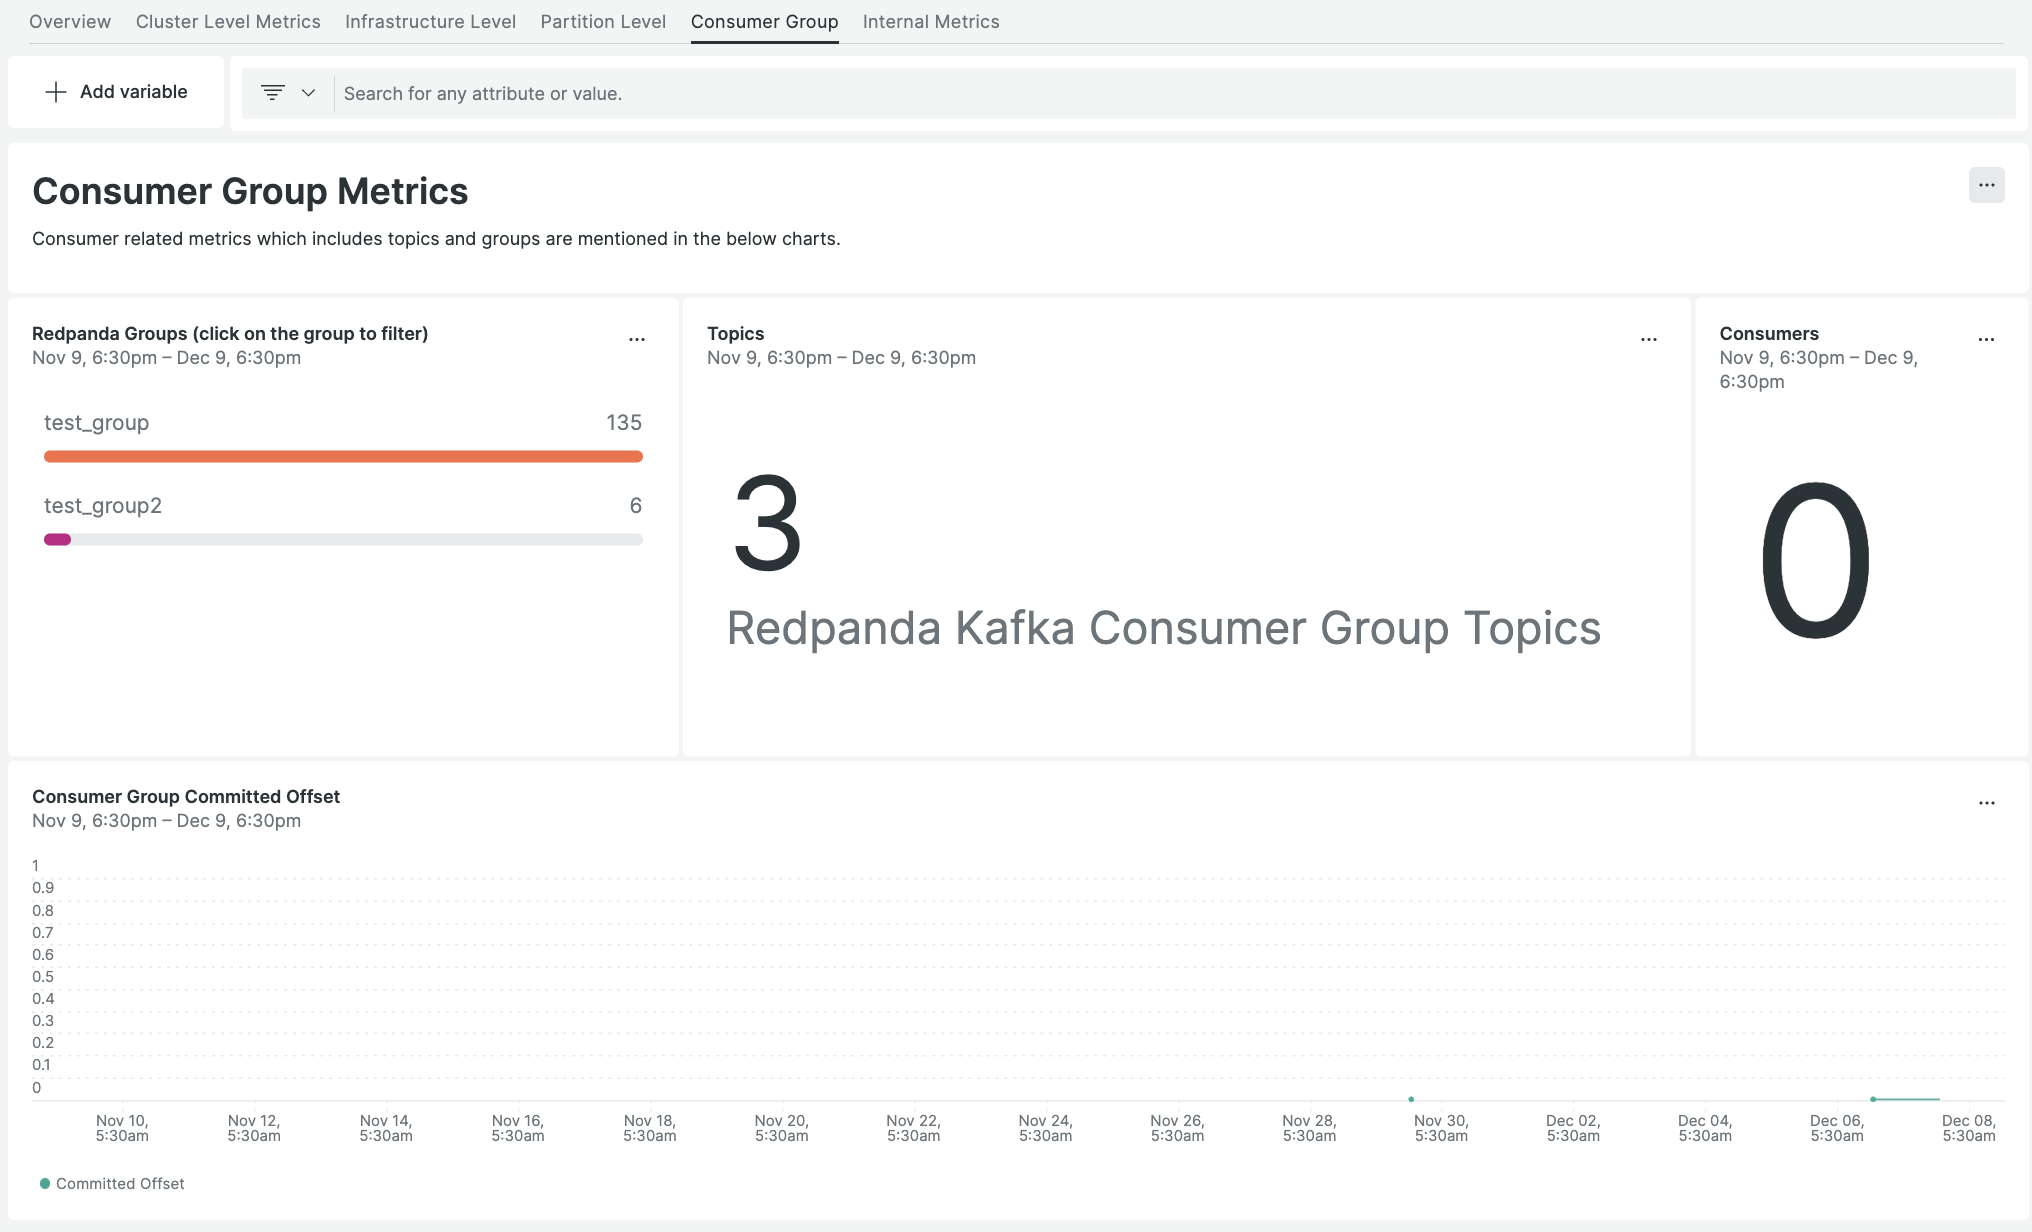 Overview Cluster Level Metrics Infrastructure Level Partition Level Consumer Group Internal Metrics
Add variable
Search for any attribute or value.
Consumer Group Metrics
Consumer related metrics which includes topics and groups are mentioned in the below charts.
Redpanda Groups (click on the group to filter)
Nov 9, 6:30pm – Dec 9, 6:30pm
test_group 135
test_group2 6
Topics
Nov 9, 6:30pm – Dec 9, 6:30pm
3
Redpanda Kafka Consumer Group Topics
Consumers
Nov 9, 6:30pm – Dec 9,
6:30pm
0
Consumer Group Committed Offset
Nov 9, 6:30pm – Dec 9, 6:30pm
1
0.9
0.8
0.7
0.6
0.5
0.4
0.3
0.2
0.1
0
Nov 10, Nov 12, Nov 14, Nov 16, Nov 18, Nov 20, Nov 22, Nov 24, Nov 26, Nov 28, Nov 30, Dec 02, Dec 04, Dec 06, Dec 08,
5:30am 5:30am 5:30am 5:30am 5:30am 5:30am 5:30am 5:30am 5:30am 5:30am 5:30am 5:30am 5:30am 5:30am 5:30am
Committed Offset